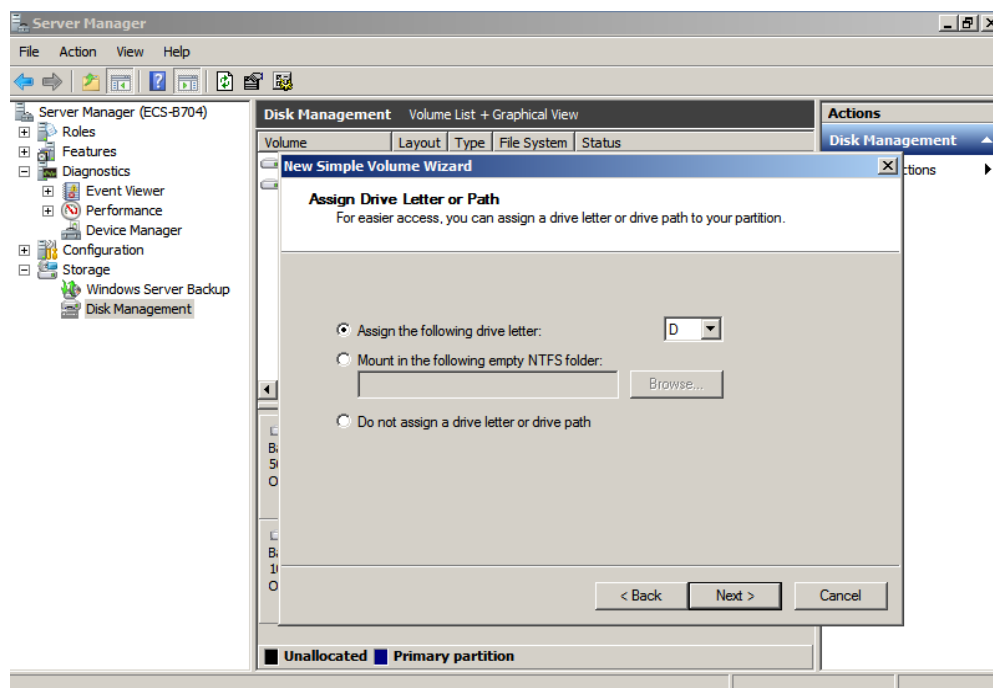 Server Manager
File Action View Help
Server Manager (ECS-B704)
Roles
Features
Diagnostics
Event Viewer
Performance
Device Manager
Configuration
Storage
Windows Server Backup
Disk Management
Disk Management Volume List + Graphical View
Volume Layout Type File System Status
New Simple Volume Wizard
Assign Drive Letter or Path
For easier access, you can assign a drive letter or drive path to your partition.
Assign the following drive letter: D
Mount in the following empty NTFS folder:
Browse...
Do not assign a drive letter or drive path
< Back Next > Cancel
Unallocated Primary partition
Actions
Disk Management
ctions